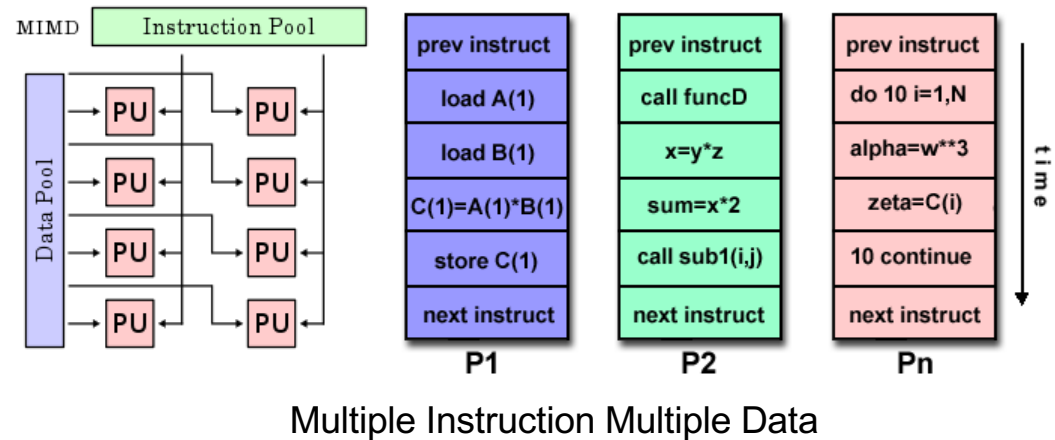 MIMD
Instruction Pool
Data Pool
PU PU
PU PU
PU PU
PU PU
prev instruct
load A(1)
load B(1)
C(1)=A(1)*B(1)
store C(1)
next instruct
P1
prev instruct
call funcD
x=y*z
sum=x*2
call sub1(i,j)
next instruct
P2
prev instruct
do 10 i=1,N
alpha=w**3
zeta=C(i)
10 continue
next instruct
Pn
time
Multiple Instruction Multiple Data